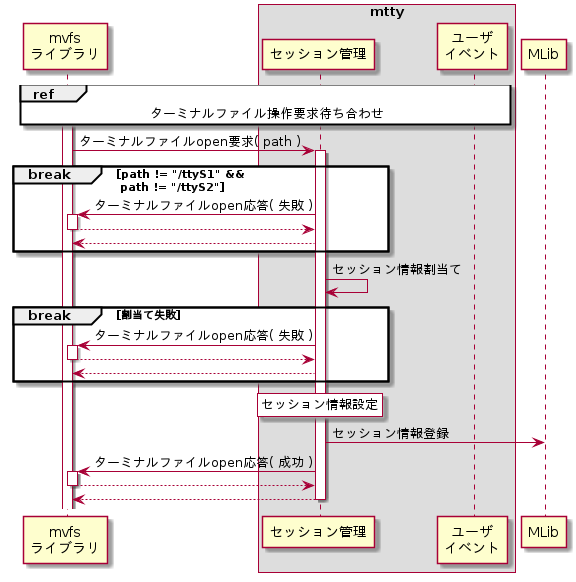 mtty
mvfs
ライブラリ
セッション管理
ユーザ
イベント
MLib
ref
ターミナルファイル操作要求待ち合わせ
ターミナルファイルopen要求( path )
break
[path != "/ttyS1" &&
path != "/ttyS2"]
ターミナルファイルopen応答( 失敗 )
セッション情報割当て
break
[割当て失敗]
ターミナルファイルopen応答( 失敗 )
セッション情報設定
セッション情報登録
ターミナルファイルopen応答( 成功 )
mvfs
ライブラリ
セッション管理
ユーザ
イベント
MLib